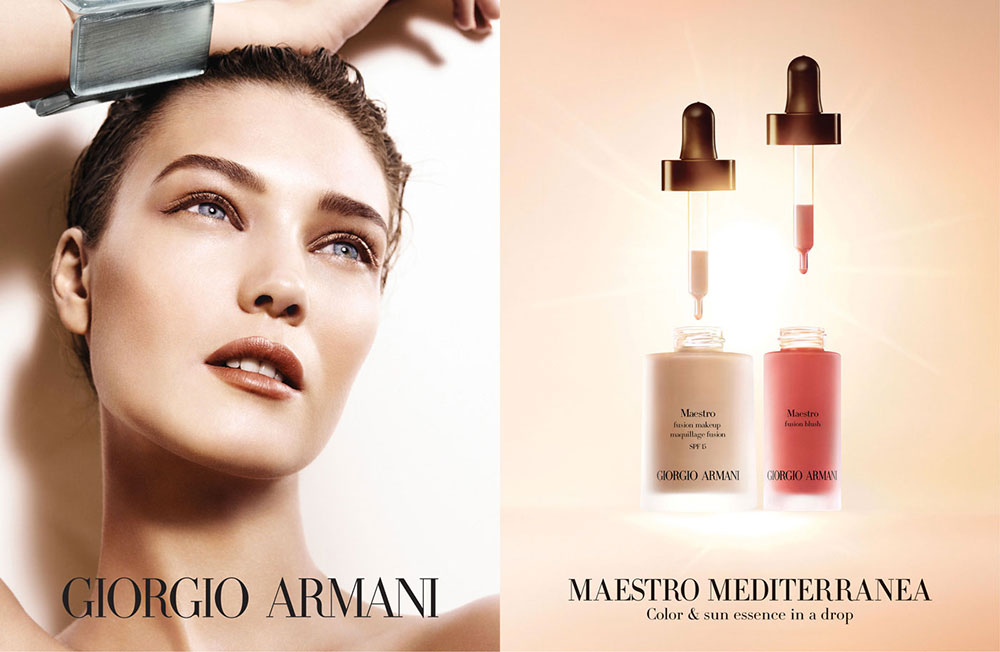 GIORGIO ARMANI
Maestro
fusion makeup
maquillage fusion
SPF 15
GIORGIO ARMANI
Maestro
fusion blush
GIORGIO ARMANI
MAESTRO MEDITERRANEA
Color & sun essence in a drop